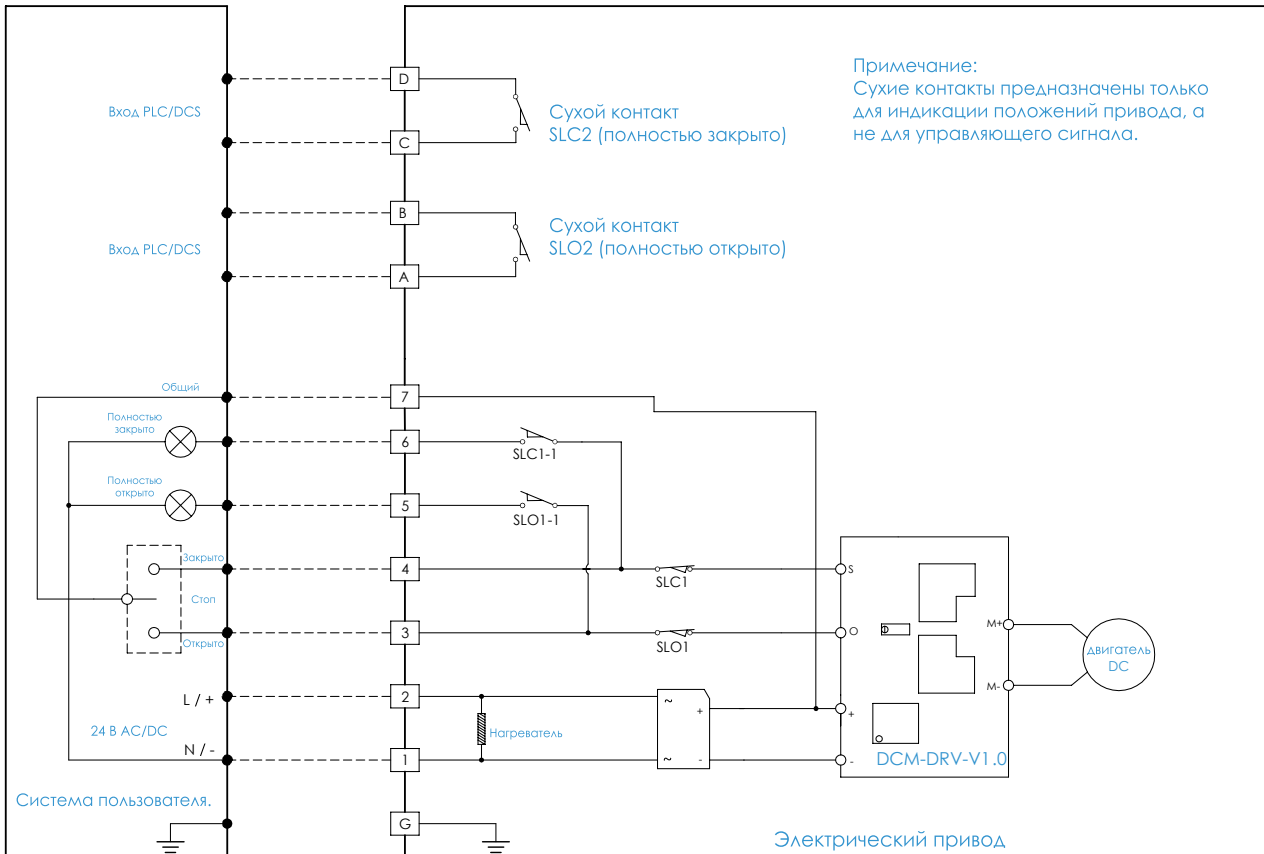 D
Вход PLC/DCS
C
Сухой контакт
SLC2 (полностью закрыто)
Примечание:
Сухие контакты предназначены только
для индикации положений привода, а
не для управляющего сигнала.
B
Вход PLC/DCS
A
Сухой контакт
SLO2 (полностью открыто)
Общий
7
Полностью
закрыто
6
SLC1-1
Полностью
открыто
5
SLO1-1
Закрыто
4
SLC1
S
Стоп
Открыто
3
SLO1
O
M+
M-
двигатель
DC
L / +
2
~
+
+
24 В AC/DC
Нагреватель
N / -
1
~
-
-
DCM-DRV-V1.0
Система пользователя.
G
Электрический привод